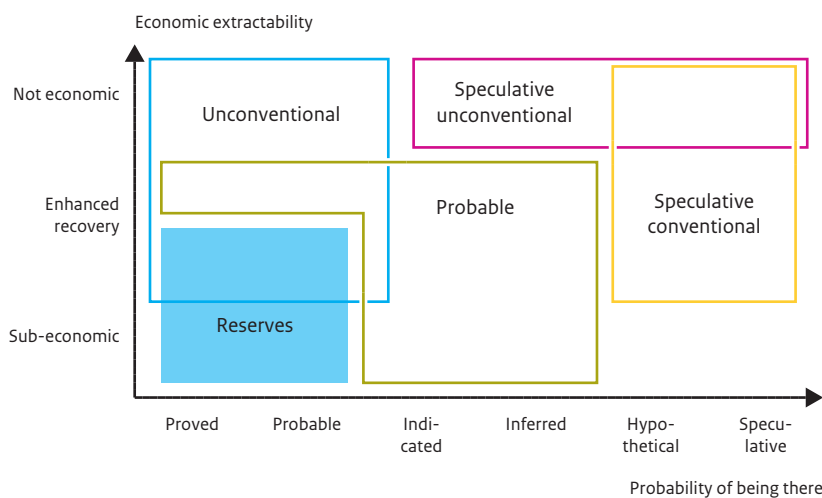 Economic extractability
Not economic
Unconventional
Speculative
unconventional
Enhanced
recovery
Probable
Speculative
conventional
Sub-economic
Reserves
Proved
Probable
Indi-
cated
Inferred
Hypo-
thetical
Specu-
lative
Probability of being there